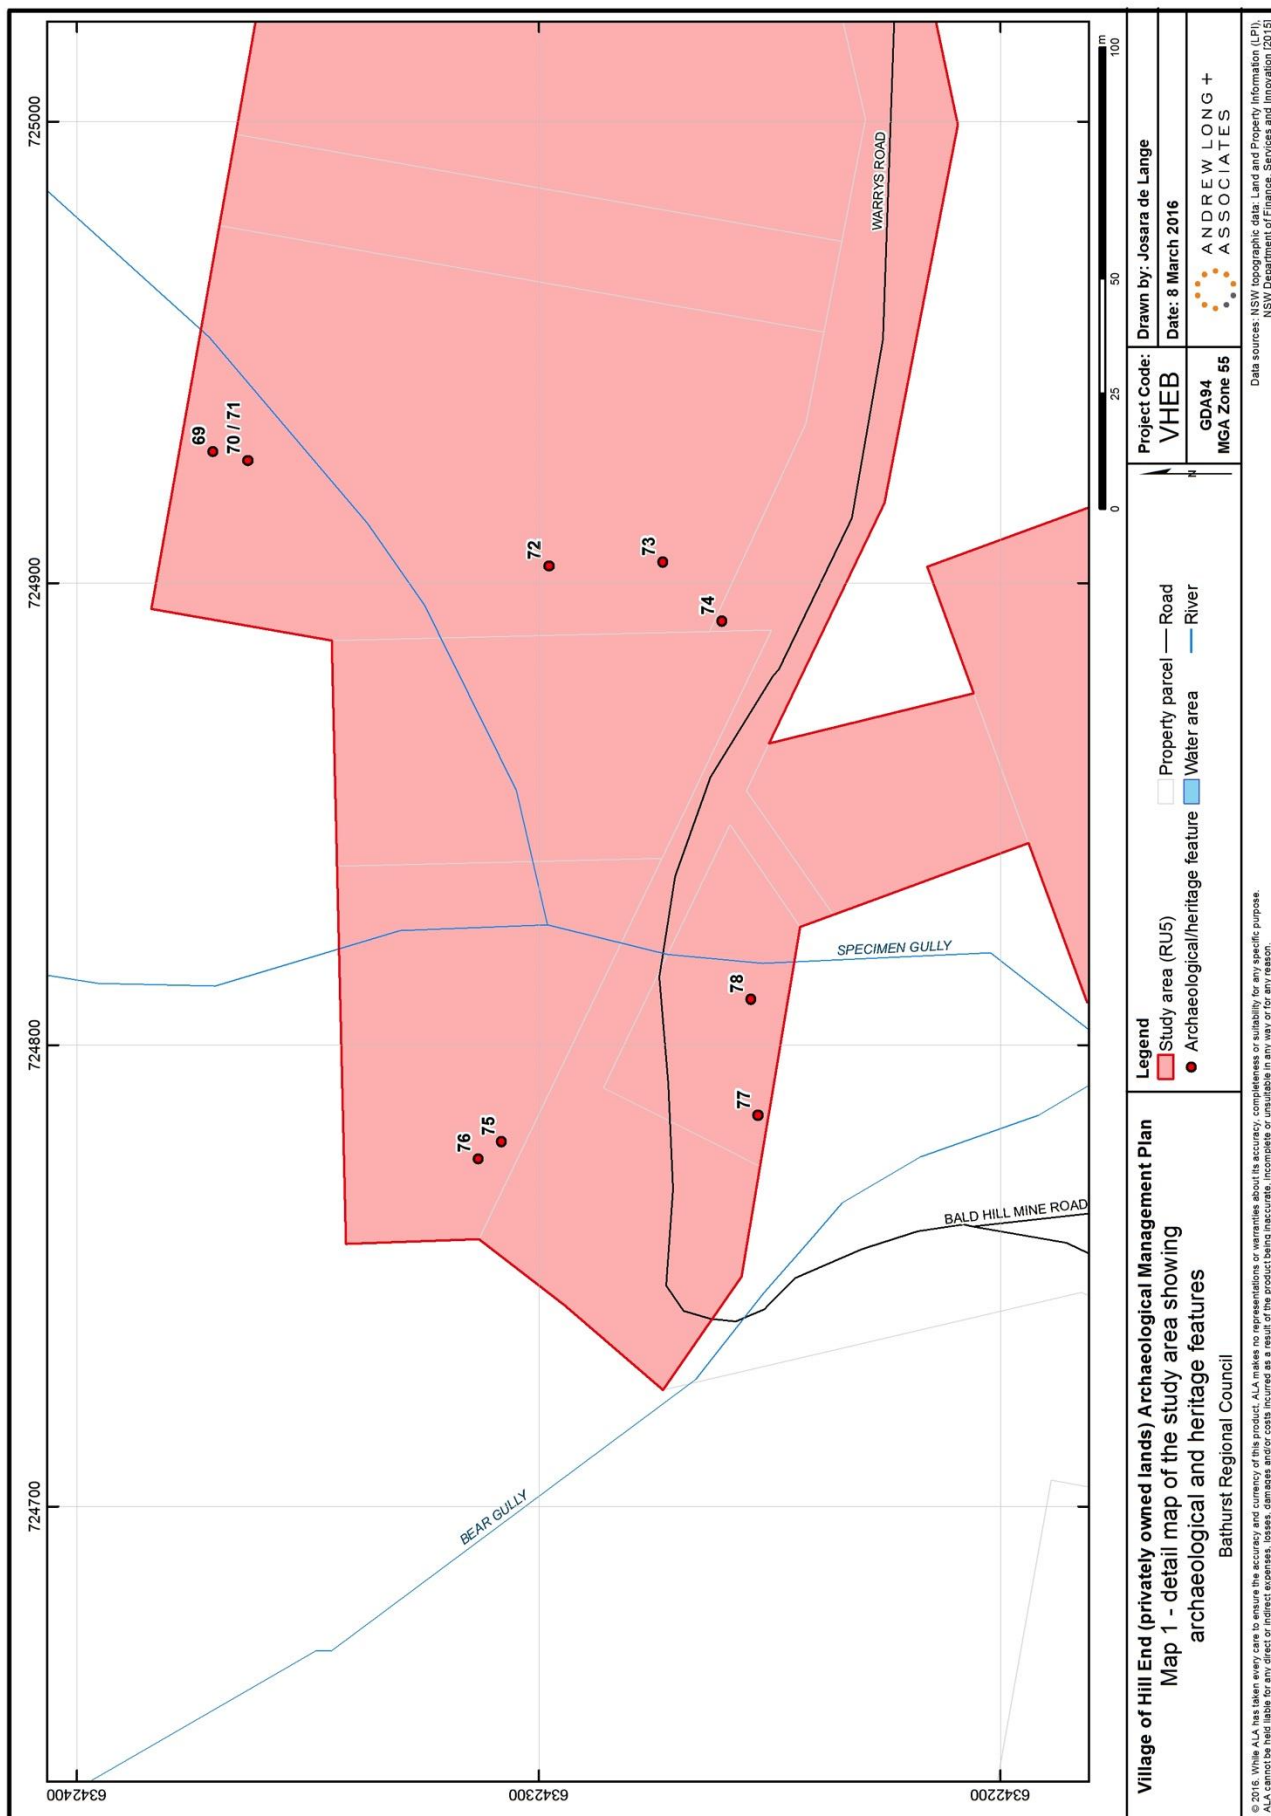 724700
724800
724900
725000
6342400
6342300
6342200
69
70 / 71
72
73
74
75
76
77
78
WARRYS ROAD
SPECIMEN GULLY
BALD HILL MINE ROAD
BEAR GULLY
0
25
50
100
m
Village of Hill End (privately owned lands) Archaeological Management Plan
Map 1 - detail map of the study area showing
archaeological and heritage features
Bathurst Regional Council
Legend
Study area (RU5)
Archaeological/heritage feature
Property parcel
Water area
Road
River
N
Project Code:
VHEB
GDA94
MGA Zone 55
Drawn by: Josara de Lange
Date: 8 March 2016
ANDREW LONG +
ASSOCIATES
© 2016. While ALA has taken every care to ensure the accuracy and currency of this product, ALA makes no representations or warranties about its accuracy, completeness or suitability for any specific purpose.
ALA cannot be held liable for any direct or indirect expenses, losses, damages and/or costs incurred as a result of the product being inaccurate, incomplete or unsuitable in any way or for any reason.
Data sources: NSW topographic data: Land and Property Information (LPI),
NSW Department of Finance, Services and Innovation [2015]